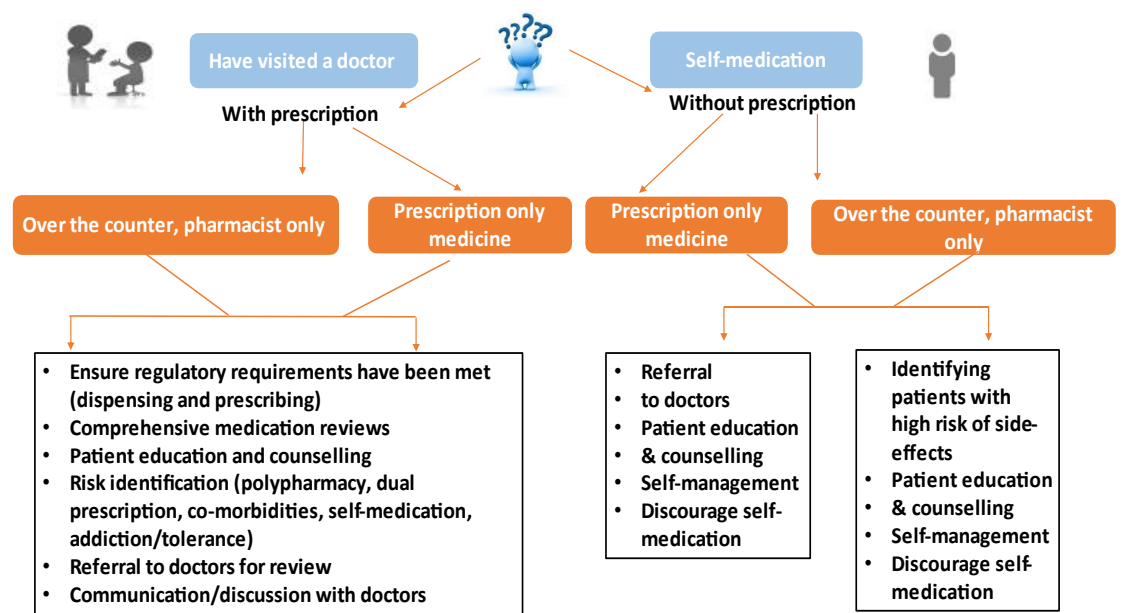 ?????
Have visited a doctor
Self-medication
With prescription
Without prescription
Over the counter, pharmacist only
Prescription only
medicine
Prescription only
medicine
Over the counter, pharmacist
only
• Ensure regulatory requirements have been met
(dispensing and prescribing)
• Comprehensive medication reviews
• Patient education and counselling
• Risk identification (polypharmacy, dual
prescription, co-morbidities, self-medication,
addiction/tolerance)
• Referral to doctors for review
• Communication/discussion with doctors
• Referral
• to doctors
• Patient education
• & counselling
• Self-management
• Discourage self-
medication
• Identifying
patients with
high risk of side-
effects
• Patient education
• & counselling
• Self-management
• Discourage self-
medication